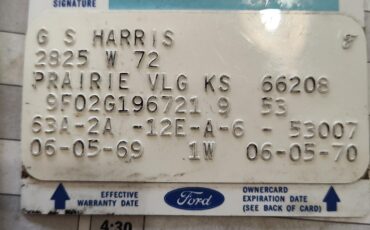 SIGNATURE
G S HARRIS F
2825 W 72
PRAIRIE VLG KS 66208
9F02G196721 9 53
63A-2A -12E-A-6 - 53007
06-05-69 1W 06-05-70
EFFECTIVE
WARRANTY DATE
Ford
OWNERCARD
EXPIRATION DATE
(SEE BACK OF CARD)
4:30